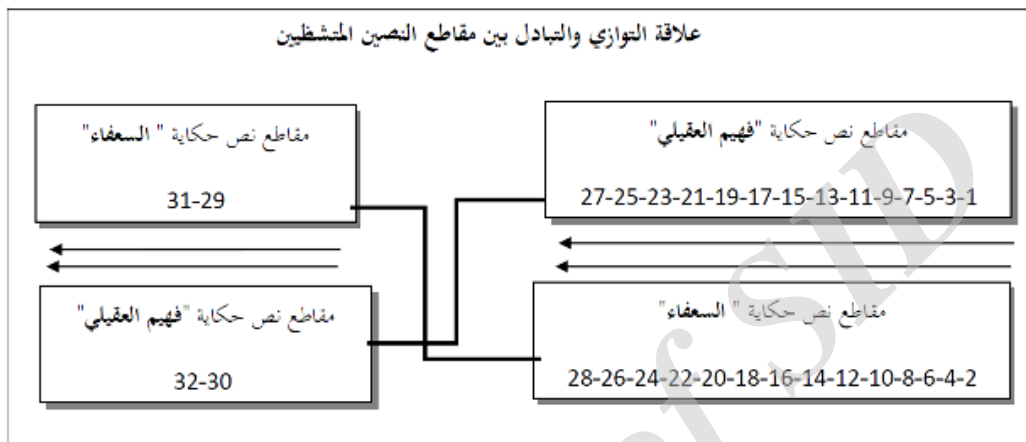 علاقة التوازي والتبادل بين مقاطع النصين المتشظيين
مقاطع نص حكاية "فهيم العقيلي"
27-25-23-21-19-17-15-13-11-9-7-5-3-1
مقاطع نص حكاية " السعفاء"
31-29
مقاطع نص حكاية " السعفاء"
28-26-24-22-20-18-16-14-12-10-8-6-4-2
مقاطع نص حكاية "فهيم العقيلي"
32-30
of SID